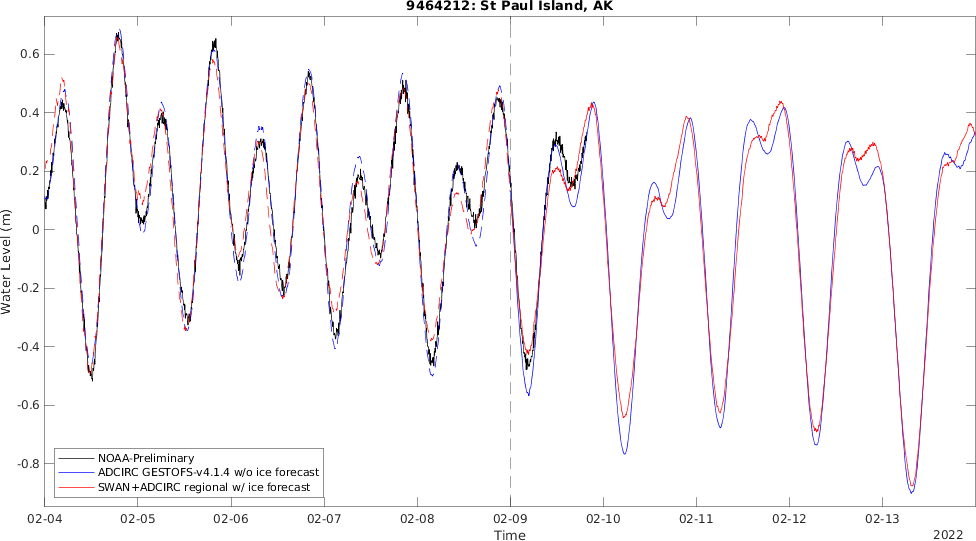 9464212: St Paul Island, AK
Water Level (m)
0.6
0.4
0.2
0
-0.2
-0.4
-0.6
-0.8
NOAA-Preliminary
ADCIRC GESTOFS-v4.1.4 w/o ice forecast
SWAN+ADCIRC regional w/ ice forecast
02-04 02-05 02-06 02-07 02-08 02-09 02-10 02-11 02-12 02-13
Time
2022